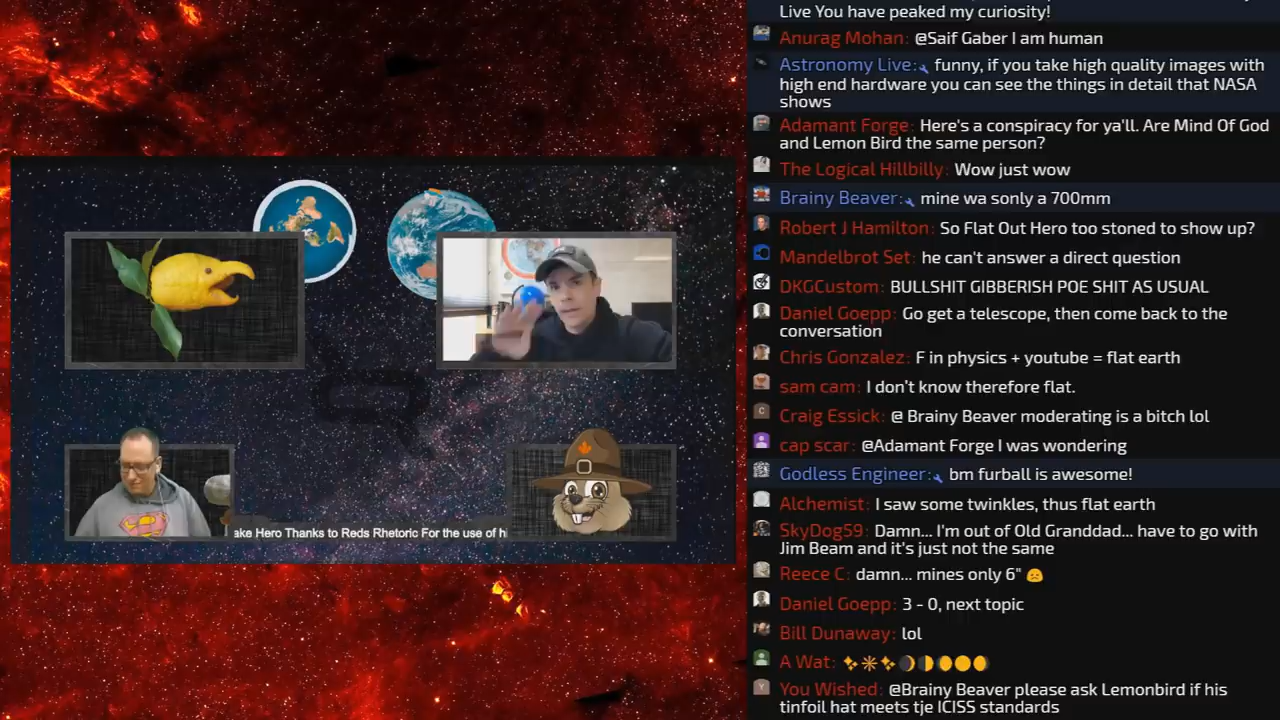 Live You have peaked my curiosity!
Anurag Mohan: @Saif Gaber I am human
Astronomy Live: funny, if you take high quality images with
high end hardware you can see the things in detail that NASA
shows
Adamant Forge: Here's a conspiracy for ya'll. Are Mind Of God
and Lemon Bird the same person?
The Logical Hillbilly: Wow just wow
Brainy Beaver: mine wa sonly a 700mm
Robert J Hamilton: So Flat Out Hero too stoned to show up?
Mandelbrot Set: he can't answer a direct question
DKGCustom: BULLSHIT GIBBERISH POE SHIT AS USUAL
Daniel Goepp: Go get a telescope, then come back to the
conversation
Chris Gonzalez: F in physics + youtube = flat earth
sam cam: I don't know therefore flat.
Craig Essick: @ Brainy Beaver moderating is a bitch lol
cap scar: @Adamant Forge I was wondering
Godless Engineer: bm furball is awesome!
Alchemist: I saw some twinkles, thus flat earth
SkyDog59: Damn... I'm out of Old Granddad... have to go with
Jim Beam and it's just not the same
Reece C: damn... mines only 6" 😞
Daniel Goepp: 3 - 0, next topic
Bill Dunaway: lol
A Wat: ✨☀✨🌒🌓🌔🌕🌖
You Wished: @Brainy Beaver please ask Lemonbird if his
tinfoil hat meets tje ICISS standards
ake Hero Thanks to Reds Rhetoric For the use of hi